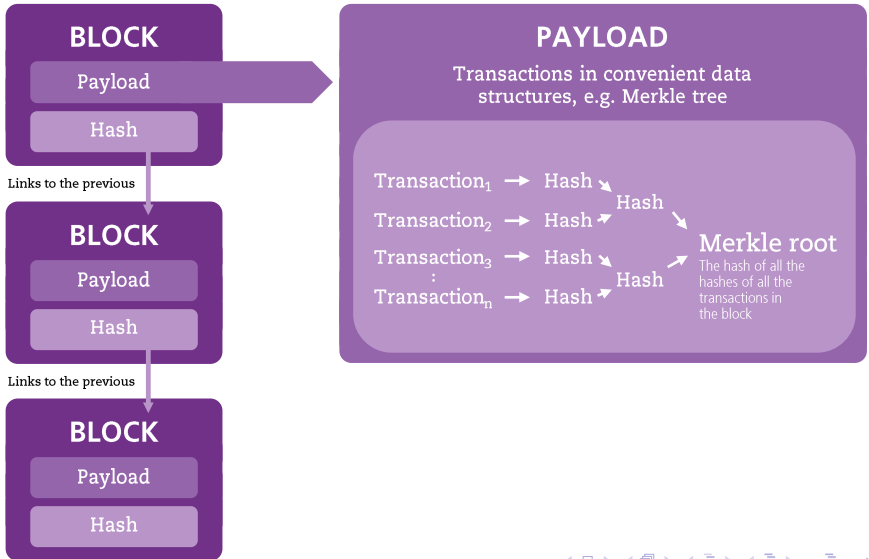 BLOCK
Payload
Hash
Links to the previous
BLOCK
Payload
Hash
Links to the previous
BLOCK
Payload
Hash
PAYLOAD
Transactions in convenient data
structures, e.g. Merkle tree
Transaction₁ → Hash
Transaction₂ → Hash
Hash
Transaction₃ → Hash
:
Transactionₙ → Hash
Hash
Merkle root
The hash of all the
hashes of all the
transactions in
the block